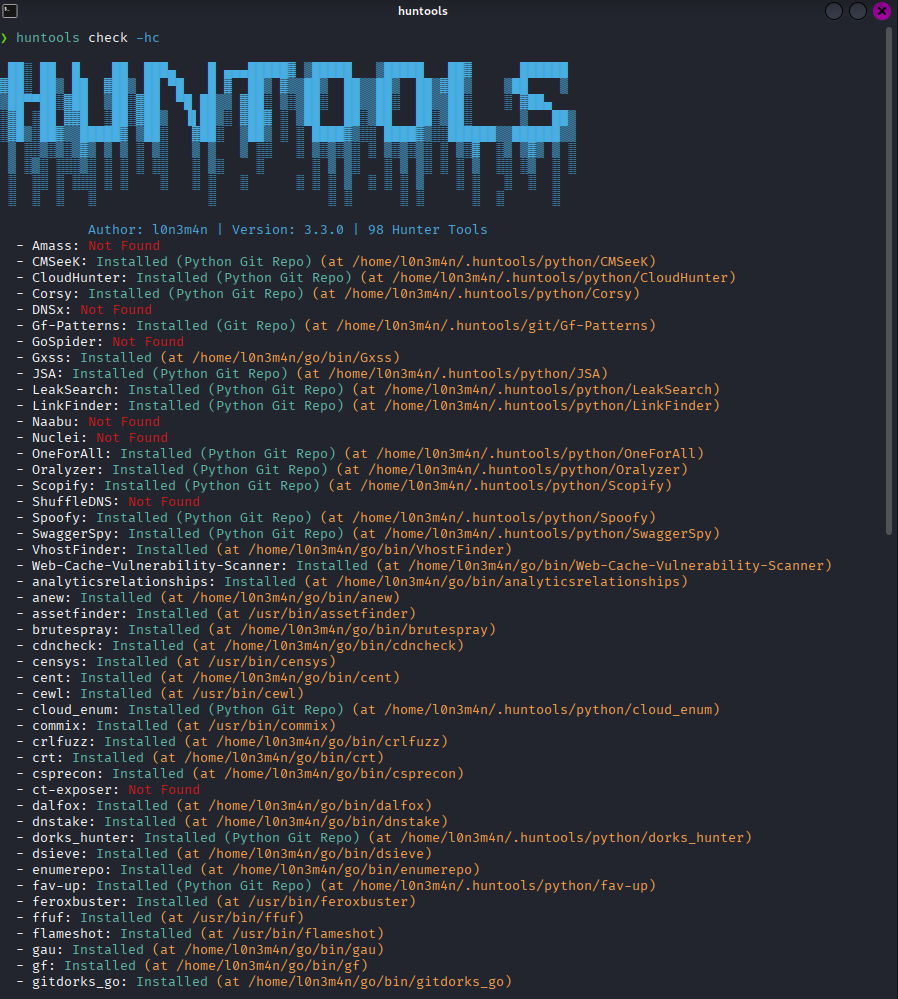 huntools
❯ huntools check -hc
HUNTOOLS
Author: l0n3m4n | Version: 3.3.0 | 98 Hunter Tools
- Amass: Not Found
- CMSeeK: Installed (Python Git Repo) (at /home/l0n3m4n/.huntools/python/CMSeeK)
- CloudHunter: Installed (Python Git Repo) (at /home/l0n3m4n/.huntools/python/CloudHunter)
- Corsy: Installed (Python Git Repo) (at /home/l0n3m4n/.huntools/python/Corsy)
- DNSx: Not Found
- Gf-Patterns: Installed (Git Repo) (at /home/l0n3m4n/.huntools/git/Gf-Patterns)
- GoSpider: Not Found
- Gxss: Installed (at /home/l0n3m4n/go/bin/Gxss)
- JSA: Installed (Python Git Repo) (at /home/l0n3m4n/.huntools/python/JSA)
- LeakSearch: Installed (Python Git Repo) (at /home/l0n3m4n/.huntools/python/LeakSearch)
- LinkFinder: Installed (Python Git Repo) (at /home/l0n3m4n/.huntools/python/LinkFinder)
- Naabu: Not Found
- Nuclei: Not Found
- OneForAll: Installed (Python Git Repo) (at /home/l0n3m4n/.huntools/python/OneForAll)
- Oralyzer: Installed (Python Git Repo) (at /home/l0n3m4n/.huntools/python/Oralyzer)
- Scopify: Installed (Python Git Repo) (at /home/l0n3m4n/.huntools/python/Scopify)
- ShuffleDNS: Not Found
- Spoofy: Installed (Python Git Repo) (at /home/l0n3m4n/.huntools/python/Spoofy)
- SwaggerSpy: Installed (Python Git Repo) (at /home/l0n3m4n/.huntools/python/SwaggerSpy)
- VhostFinder: Installed (at /home/l0n3m4n/go/bin/VhostFinder)
- Web-Cache-Vulnerability-Scanner: Installed (at /home/l0n3m4n/go/bin/Web-Cache-Vulnerability-Scanner)
- analyticsrelationships: Installed (at /home/l0n3m4n/go/bin/analyticsrelationships)
- anew: Installed (at /home/l0n3m4n/go/bin/anew)
- assetfinder: Installed (at /usr/bin/assetfinder)
- brutespray: Installed (at /home/l0n3m4n/go/bin/brutespray)
- cdncheck: Installed (at /home/l0n3m4n/go/bin/cdncheck)
- censys: Installed (at /usr/bin/censys)
- cent: Installed (at /home/l0n3m4n/go/bin/cent)
- cewl: Installed (at /usr/bin/cewl)
- cloud_enum: Installed (Python Git Repo) (at /home/l0n3m4n/.huntools/python/cloud_enum)
- commix: Installed (at /usr/bin/commix)
- crlfuzz: Installed (at /home/l0n3m4n/go/bin/crlfuzz)
- crt: Installed (at /home/l0n3m4n/go/bin/crt)
- csprecon: Installed (at /home/l0n3m4n/go/bin/csprecon)
- ct-exposer: Not Found
- dalfox: Installed (at /home/l0n3m4n/go/bin/dalfox)
- dnstake: Installed (at /home/l0n3m4n/go/bin/dnstake)
- dorks_hunter: Installed (Python Git Repo) (at /home/l0n3m4n/.huntools/python/dorks_hunter)
- dsieve: Installed (at /home/l0n3m4n/go/bin/dsieve)
- enumerepo: Installed (at /home/l0n3m4n/go/bin/enumerepo)
- fav-up: Installed (Python Git Repo) (at /home/l0n3m4n/.huntools/python/fav-up)
- feroxbuster: Installed (at /usr/bin/feroxbuster)
- ffuf: Installed (at /usr/bin/ffuf)
- flameshot: Installed (at /usr/bin/flameshot)
- gau: Installed (at /home/l0n3m4n/go/bin/gau)
- gf: Installed (at /home/l0n3m4n/go/bin/gf)
- gitdorks_go: Installed (at /home/l0n3m4n/go/bin/gitdorks_go)